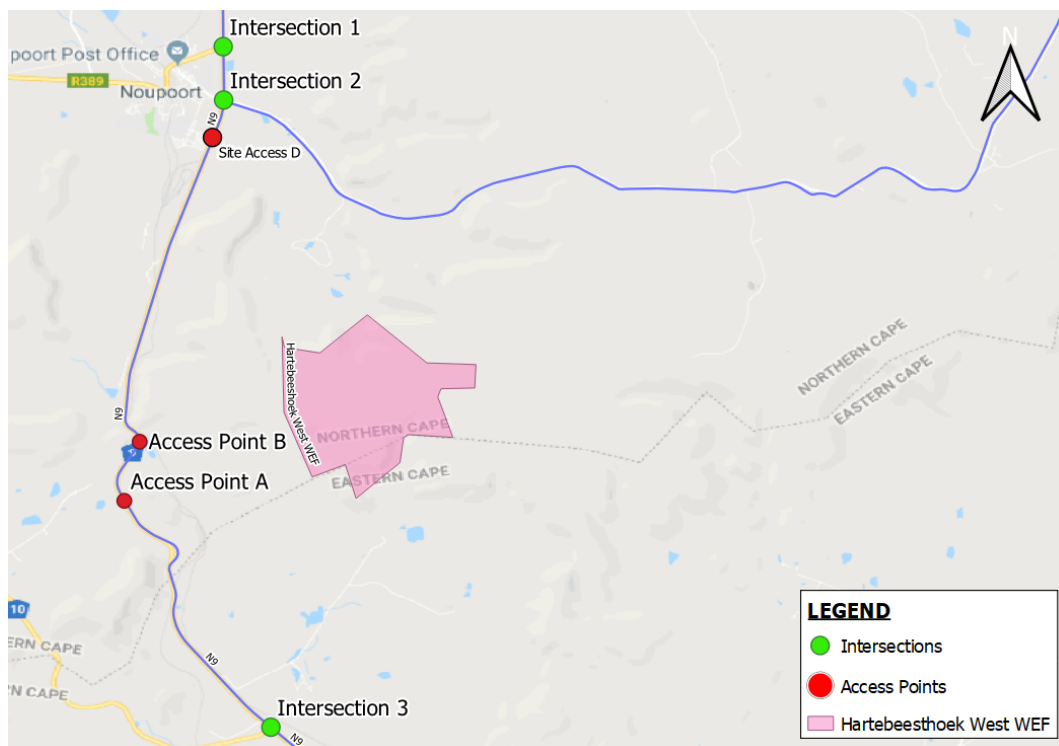 Intersection 1
poort Post Office
R389
Intersection 2
Noupoort
N9
Site Access D
N
NORTHERN CAPE
EASTERN CAPE
Hartebeeshoek West WEF
N9
NORTHERN CAPE
Access Point B
EASTERN CAPE
Access Point A
10
ERN CAPE
N CAPE
N9
Intersection 3
N9
LEGEND
Intersections
Access Points
Hartebeesthoek West WEF